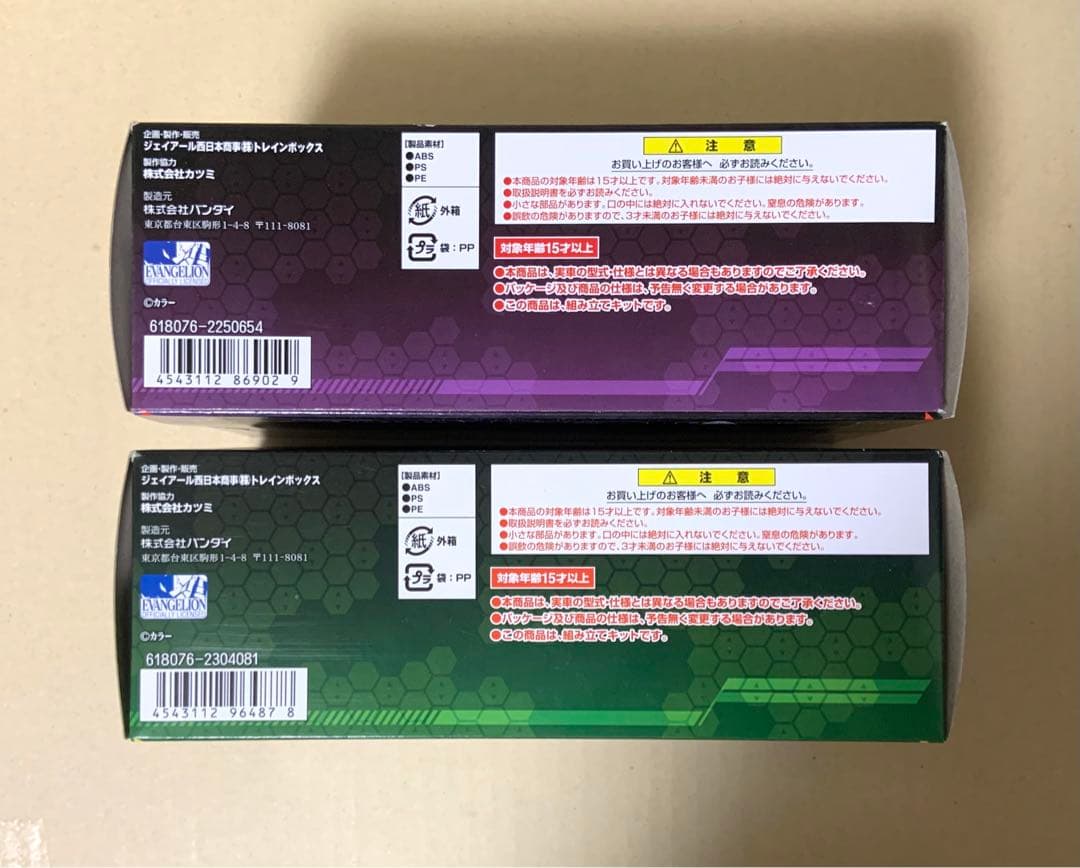 企画・製作・販売
ジェイアール西日本商事㈱トレインボックス
製作協力
株式会社カツミ
製造元
株式会社バンダイ
東京都台東区駒形1-4-8 〒111-8081
EVANGELION
OFFICIALLY LICENSED
©カラー
618076-2250654
4543112 86902 9
【製品素材】
●ABS
●PS
●PE
紙 外箱
プラ 袋：PP
⚠ 注 意
お買い上げのお客様へ 必ずお読みください。
●本商品の対象年齢は15才以上です。対象年齢未満のお子様には絶対に与えないでください。
●取扱説明書を必ずお読みください。
●小さな部品があります。口の中には絶対に入れないでください。窒息の危険があります。
●誤飲の危険がありますので、3才未満のお子様には絶対に与えないでください。
対象年齢15才以上
●本商品は、実車の型式・仕様とは異なる場合もありますのでご了承ください。
●パッケージ及び商品の仕様は、予告無く変更する場合があります。
●この商品は、組み立てキットです。
企画・製作・販売
ジェイアール西日本商事㈱トレインボックス
製作協力
株式会社カツミ
製造元
株式会社バンダイ
東京都台東区駒形1-4-8 〒111-8081
EVANGELION
OFFICIALLY LICENSED
©カラー
618076-2304081
4543112 96487 8
【製品素材】
●ABS
●PS
●PE
紙 外箱
プラ 袋：PP
⚠ 注 意
お買い上げのお客様へ 必ずお読みください。
●本商品の対象年齢は15才以上です。対象年齢未満のお子様には絶対に与えないでください。
●取扱説明書を必ずお読みください。
●小さな部品があります。口の中には絶対に入れないでください。窒息の危険があります。
●誤飲の危険がありますので、3才未満のお子様には絶対に与えないでください。
対象年齢15才以上
●本商品は、実車の型式・仕様とは異なる場合もありますのでご了承ください。
●パッケージ及び商品の仕様は、予告無く変更する場合があります。
●この商品は、組み立てキットです。